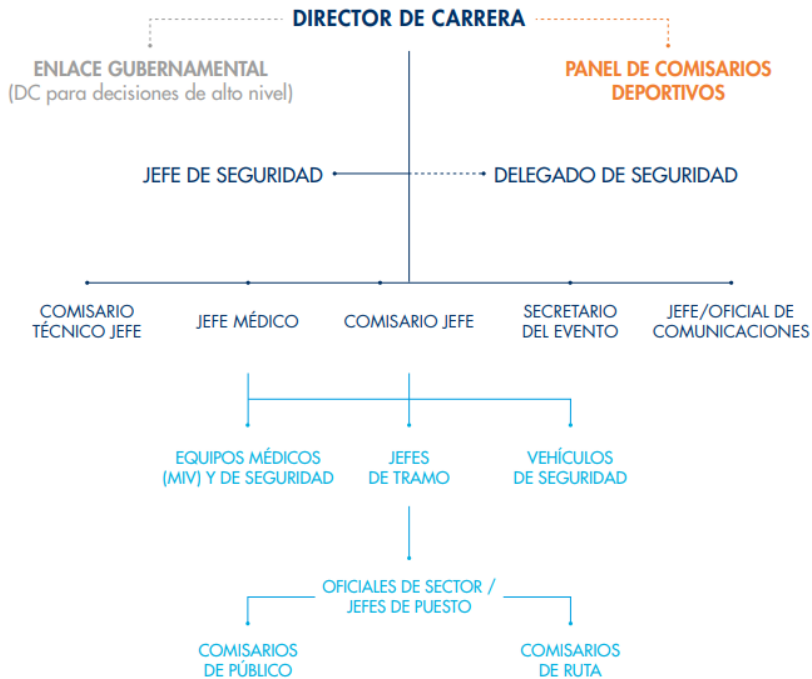 DIRECTOR DE CARRERA
ENLACE GUBERNAMENTAL
(DC para decisiones de alto nivel)
PANEL DE COMISARIOS
DEPORTIVOS
JEFE DE SEGURIDAD
DELEGADO DE SEGURIDAD
COMISARIO
TÉCNICO JEFE
JEFE MÉDICO
COMISARIO JEFE
SECRETARIO
DEL EVENTO
JEFE/OFICIAL DE
COMUNICACIONES
EQUIPOS MÉDICOS
(MIV) Y DE SEGURIDAD
JEFES
DE TRAMO
VEHÍCULOS
DE SEGURIDAD
OFICIALES DE SECTOR /
JEFES DE PUESTO
COMISARIOS
DE PÚBLICO
COMISARIOS
DE RUTA